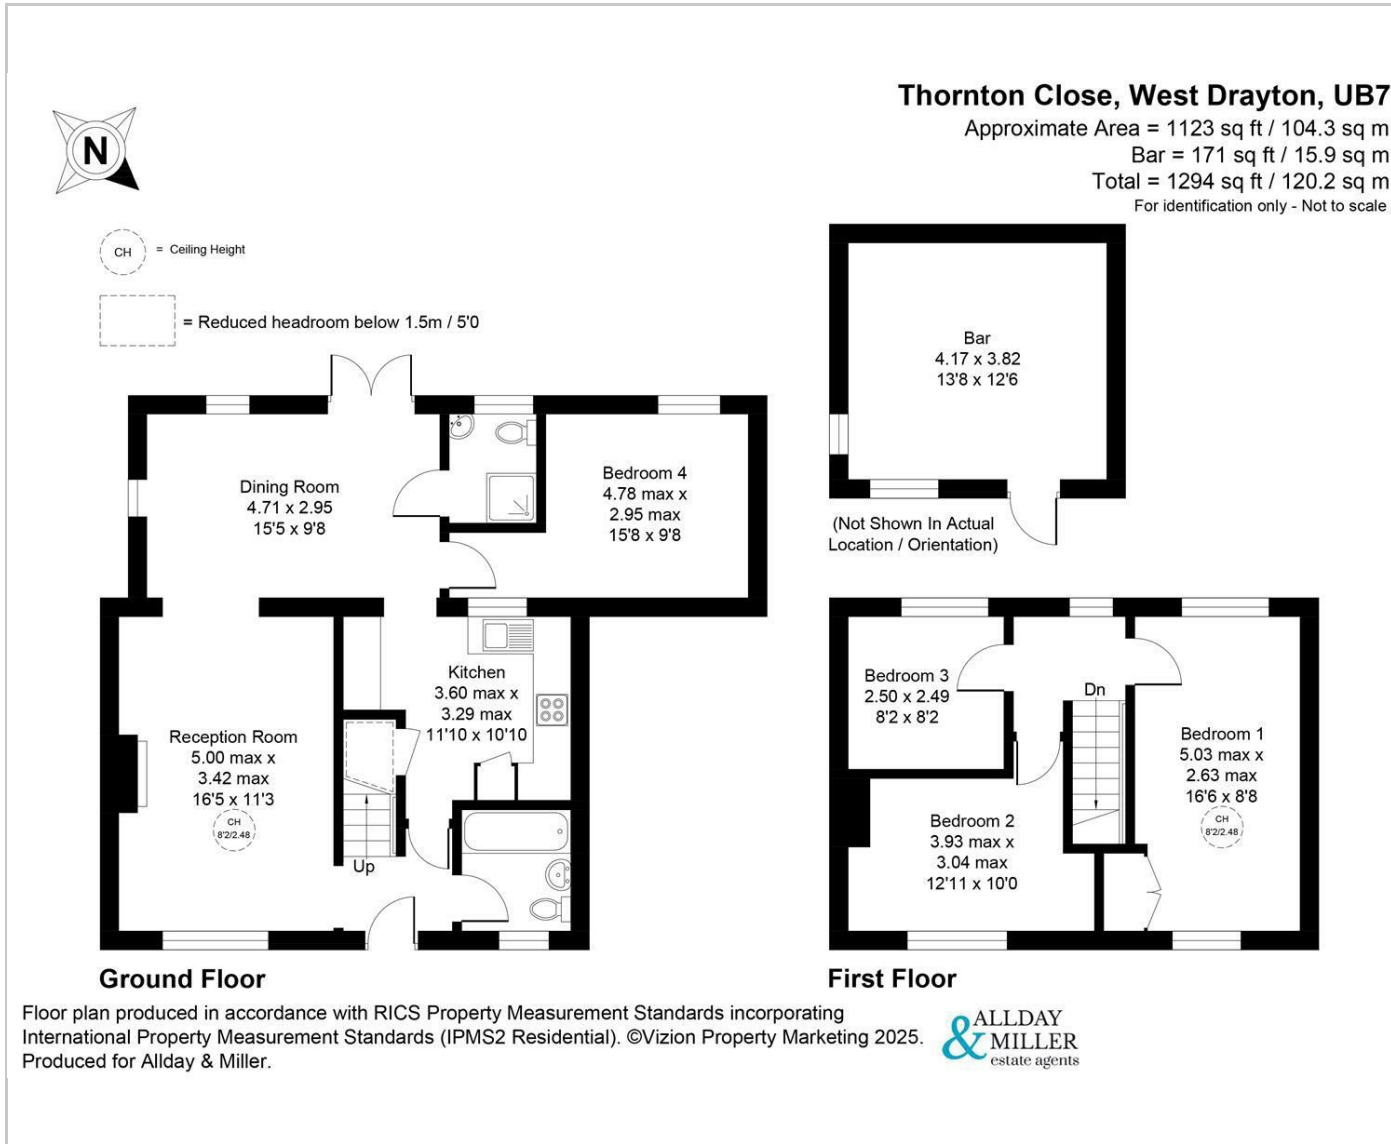 Thornton Close, West Drayton, UB7
Approximate Area = 1123 sq ft / 104.3 sq m
Bar = 171 sq ft / 15.9 sq m
Total = 1294 sq ft / 120.2 sq m
For identification only - Not to scale
N
CH
= Ceiling Height
= Reduced headroom below 1.5m / 5'0
Bar
4.17 x 3.82
13'8 x 12'6
(Not Shown In Actual
Location / Orientation)
Dining Room
4.71 x 2.95
15'5 x 9'8
Bedroom 4
4.78 max x
2.95 max
15'8 x 9'8
Kitchen
3.60 max x
3.29 max
11'10 x 10'10
Reception Room
5.00 max x
3.42 max
16'5 x 11'3
CH
8'2/2.48
Up
Bedroom 3
2.50 x 2.49
8'2 x 8'2
Dn
Bedroom 1
5.03 max x
2.63 max
16'6 x 8'8
CH
8'2/2.48
Bedroom 2
3.93 max x
3.04 max
12'11 x 10'0
Ground Floor
First Floor
Floor plan produced in accordance with RICS Property Measurement Standards incorporating
International Property Measurement Standards (IPMS2 Residential). ©Vizion Property Marketing 2025.
Produced for Allday & Miller.
ALLDAY
& MILLER
estate agents